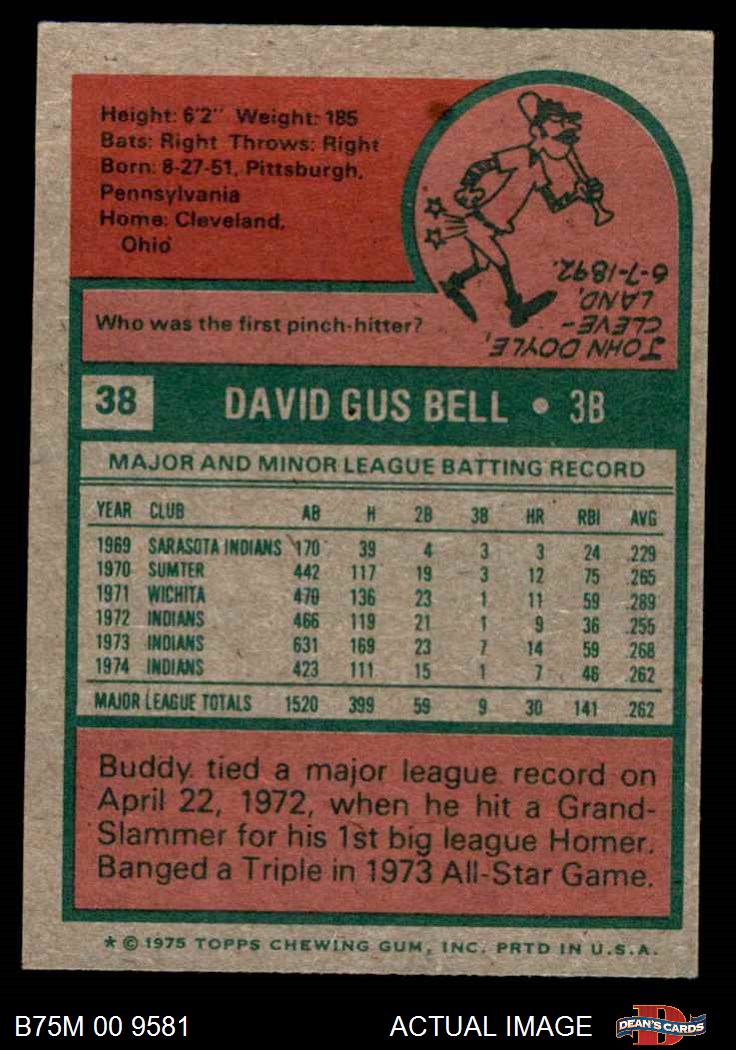 Height: 6'2" Weight: 185
Bats: Right Throws: Right
Born: 8-27-51, Pittsburgh,
Pennsylvania
Home: Cleveland,
Ohio
Who was the first pinch-hitter?
JOHN DOYLE,
CLEVE-
LAND,
6-7-1892.
38 DAVID GUS BELL • 3B
MAJOR AND MINOR LEAGUE BATTING RECORD
YEAR CLUB AB H 2B 3B HR RBI AVG
1969 SARASOTA INDIANS 170 39 4 3 3 24 .229
1970 SUMTER 442 117 19 3 12 75 .265
1971 WICHITA 470 136 23 1 11 59 .289
1972 INDIANS 466 119 21 1 9 36 .255
1973 INDIANS 631 169 23 7 14 59 .268
1974 INDIANS 423 111 15 1 7 46 .262
MAJOR LEAGUE TOTALS 1520 399 59 9 30 141 .262
Buddy tied a major league record on
April 22, 1972, when he hit a Grand-
Slammer for his 1st big league Homer.
Banged a Triple in 1973 All-Star Game.
* © 1975 TOPPS CHEWING GUM, INC. PRTD IN U.S.A.
B75M 00 9581 ACTUAL IMAGE DEAN'S CARDS